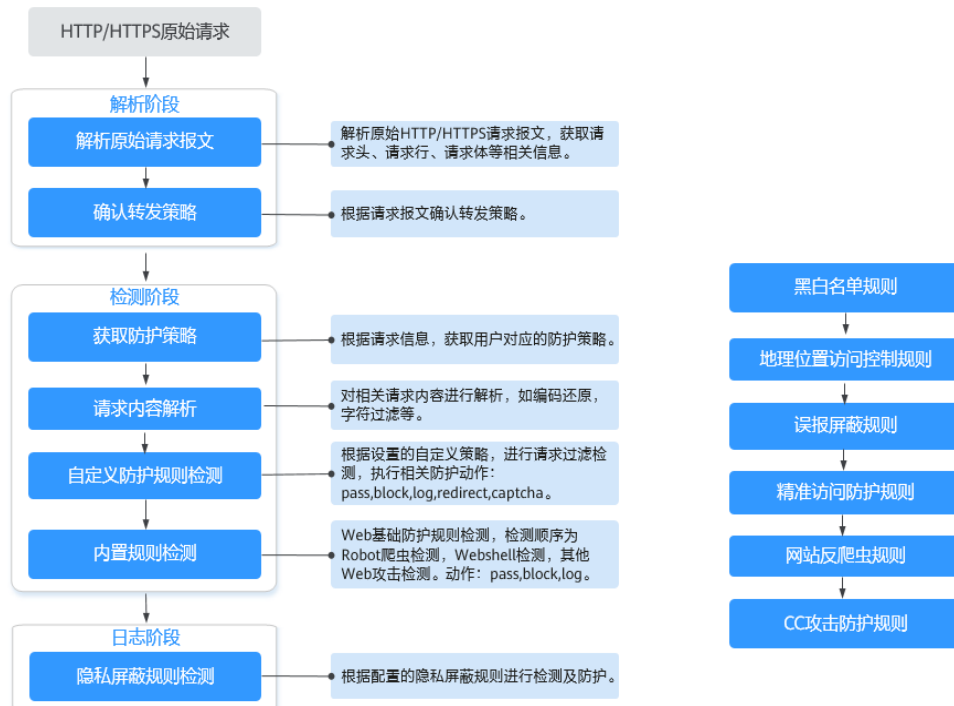 HTTP/HTTPS原始请求
解析阶段
解析原始请求报文
解析原始HTTP/HTTPS请求报文，获取请
求头、请求行、请求体等相关信息。
确认转发策略
根据请求报文确认转发策略。
检测阶段
获取防护策略
根据请求信息，获取用户对应的防护策略。
请求内容解析
对相关请求内容进行解析，如编码还原，
字符过滤等。
自定义防护规则检测
根据设置的自定义策略，进行请求过滤检
测，执行相关防护动作：
pass,block,log,redirect,captcha。
内置规则检测
Web基础防护规则检测，检测顺序为
Robot爬虫检测，Webshell检测，其他
Web攻击检测。动作：pass,block,log。
日志阶段
隐私屏蔽规则检测
根据配置的隐私屏蔽规则进行检测及防护。
黑白名单规则
地理位置访问控制规则
误报屏蔽规则
精准访问防护规则
网站反爬虫规则
CC攻击防护规则